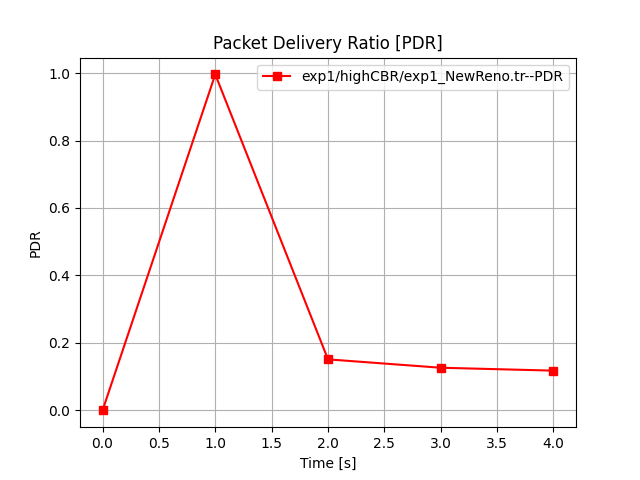 Packet Delivery Ratio [PDR]
exp1/highCBR/exp1_NewReno.tr--PDR
1.0
0.8
0.6
0.4
0.2
0.0
PDR
0.0 0.5 1.0 1.5 2.0 2.5 3.0 3.5 4.0
Time [s]